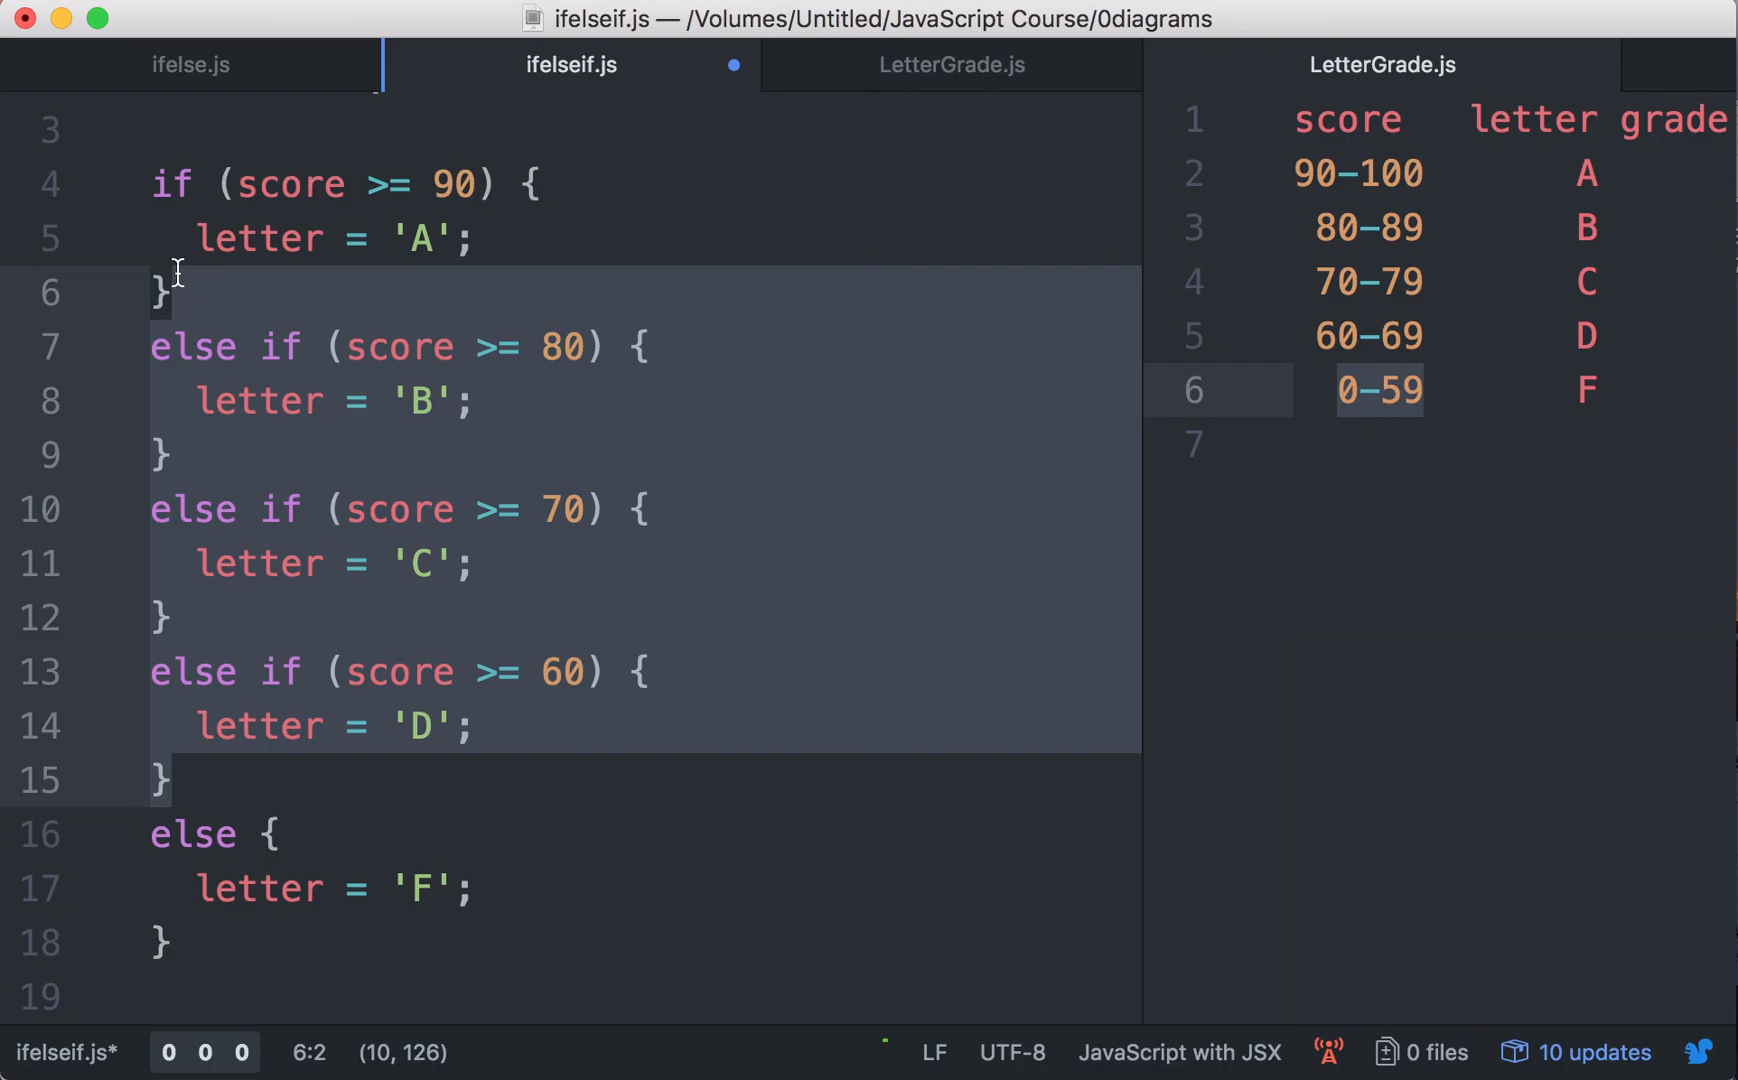 ifelseif.js — /Volumes/Untitled/JavaScript Course/0diagrams
ifelse.js
ifelseif.js
LetterGrade.js
LetterGrade.js
3
4 if (score >= 90) {
5 letter = 'A';
6 }
7 else if (score >= 80) {
8 letter = 'B';
9 }
10 else if (score >= 70) {
11 letter = 'C';
12 }
13 else if (score >= 60) {
14 letter = 'D';
15 }
16 else {
17 letter = 'F';
18 }
19
1 score letter grade
2 90-100 A
3 80-89 B
4 70-79 C
5 60-69 D
6 0-59 F
7
ifelseif.js* 0 0 0 6:2 (10, 126) LF UTF-8 JavaScript with JSX 0 files 10 updates